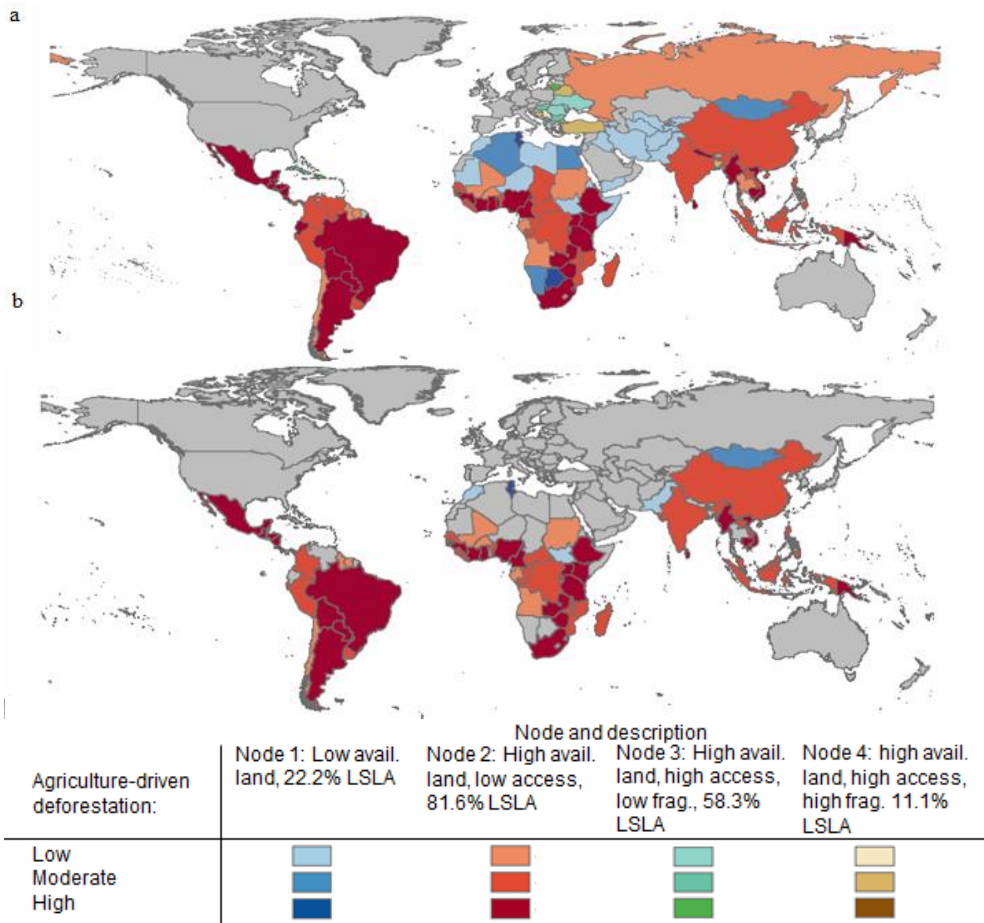 a
b
Node and description
Agriculture-driven
deforestation:
Node 1: Low avail.
land, 22.2% LSLA
Node 2: High avail.
land, low access,
81.6% LSLA
Node 3: High avail.
land, high access,
low frag., 58.3%
LSLA
Node 4: high avail.
land, high access,
high frag. 11.1%
LSLA
Low
Moderate
High